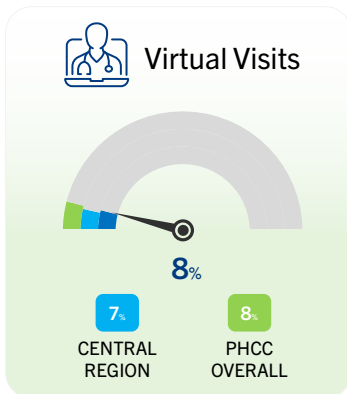 Virtual Visits
8%
7%
8%
CENTRAL
REGION
PHCC
OVERALL